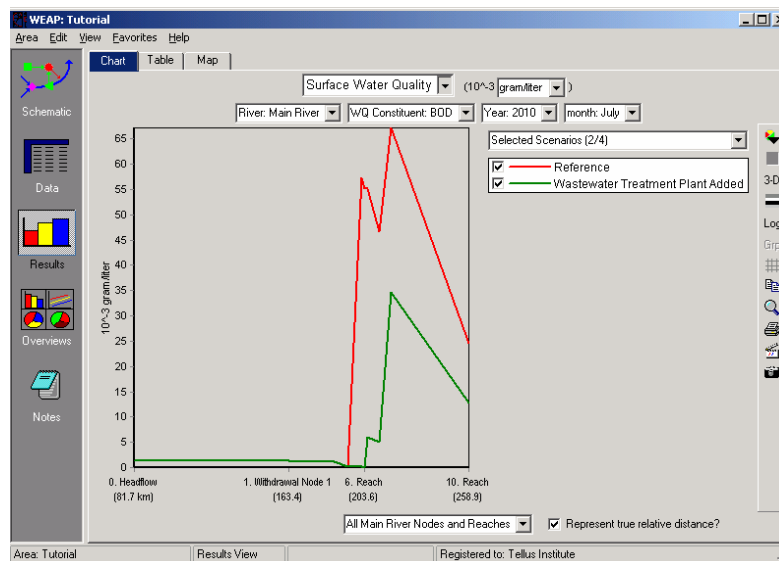 WEAP: Tutorial
Area Edit View Favorites Help
Chart Table Map
Surface Water Quality (10^-3 gram/liter )
River: Main River WQ Constituent: BOD Year: 2010 month: July
Selected Scenarios (2/4)
Reference
Wastewater Treatment Plant Added
Schematic
Data
Results
Overviews
Notes
10^-3 gram/liter
65
60
55
50
45
40
35
30
25
20
15
10
5
0
0. Headflow 1. Withdrawal Node 1 6. Reach 10. Reach
(81.7 km) (163.4) (203.6) (258.9)
3-D
Log
All Main River Nodes and Reaches Represent true relative distance?
Area: Tutorial Results View Registered to: Tellus Institute